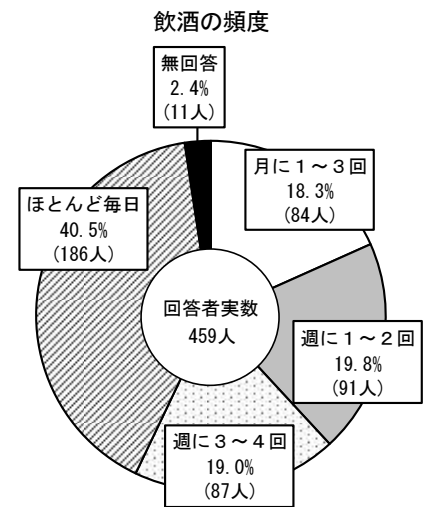 飲酒の頻度
無回答
2.4%
(11人)
月に１～３回
18.3%
(84人)
ほとんど毎日
40.5%
(186人)
回答者実数
459人
週に１～２回
19.8%
(91人)
週に３～４回
19.0%
(87人)